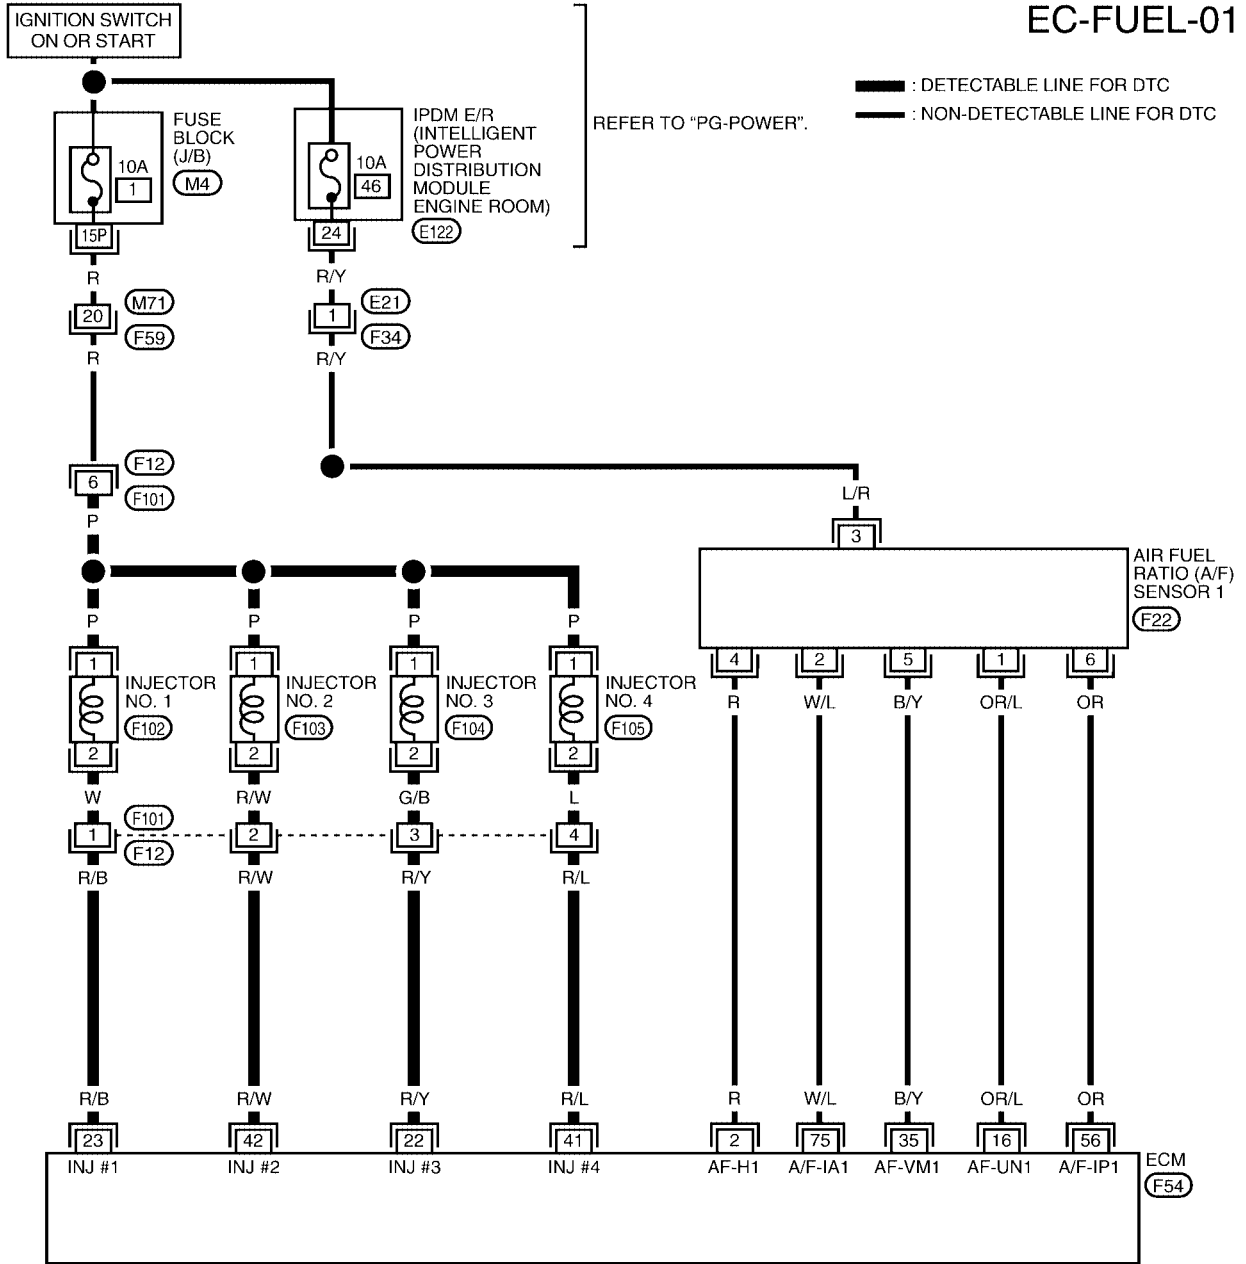 EC-FUEL-01
IGNITION SWITCH
ON OR START
: DETECTABLE LINE FOR DTC
: NON-DETECTABLE LINE FOR DTC
REFER TO “PG-POWER”.
FUSE
BLOCK
(J/B)
M4
10A
1
15P
IPDM E/R
(INTELLIGENT
POWER
DISTRIBUTION
MODULE
ENGINE ROOM)
E122
10A
46
24
R
R/Y
20
M71
F59
1
E21
F34
R
R/Y
6
F12
F101
P
L/R
3
AIR FUEL
RATIO (A/F)
SENSOR 1
F22
P P P P
1 1 1 1
INJECTOR
NO. 1
F102
INJECTOR
NO. 2
F103
INJECTOR
NO. 3
F104
INJECTOR
NO. 4
F105
2 2 2 2
4 2 5 1 6
R W/L B/Y OR/L OR
W R/W G/B L
F101
1 2 3 4
F12
R/B R/W R/Y R/L
R/B R/W R/Y R/L R W/L B/Y OR/L OR
23 42 22 41 2 75 35 16 56
INJ #1 INJ #2 INJ #3 INJ #4 AF-H1 A/F-IA1 AF-VM1 AF-UN1 A/F-IP1
ECM
F54